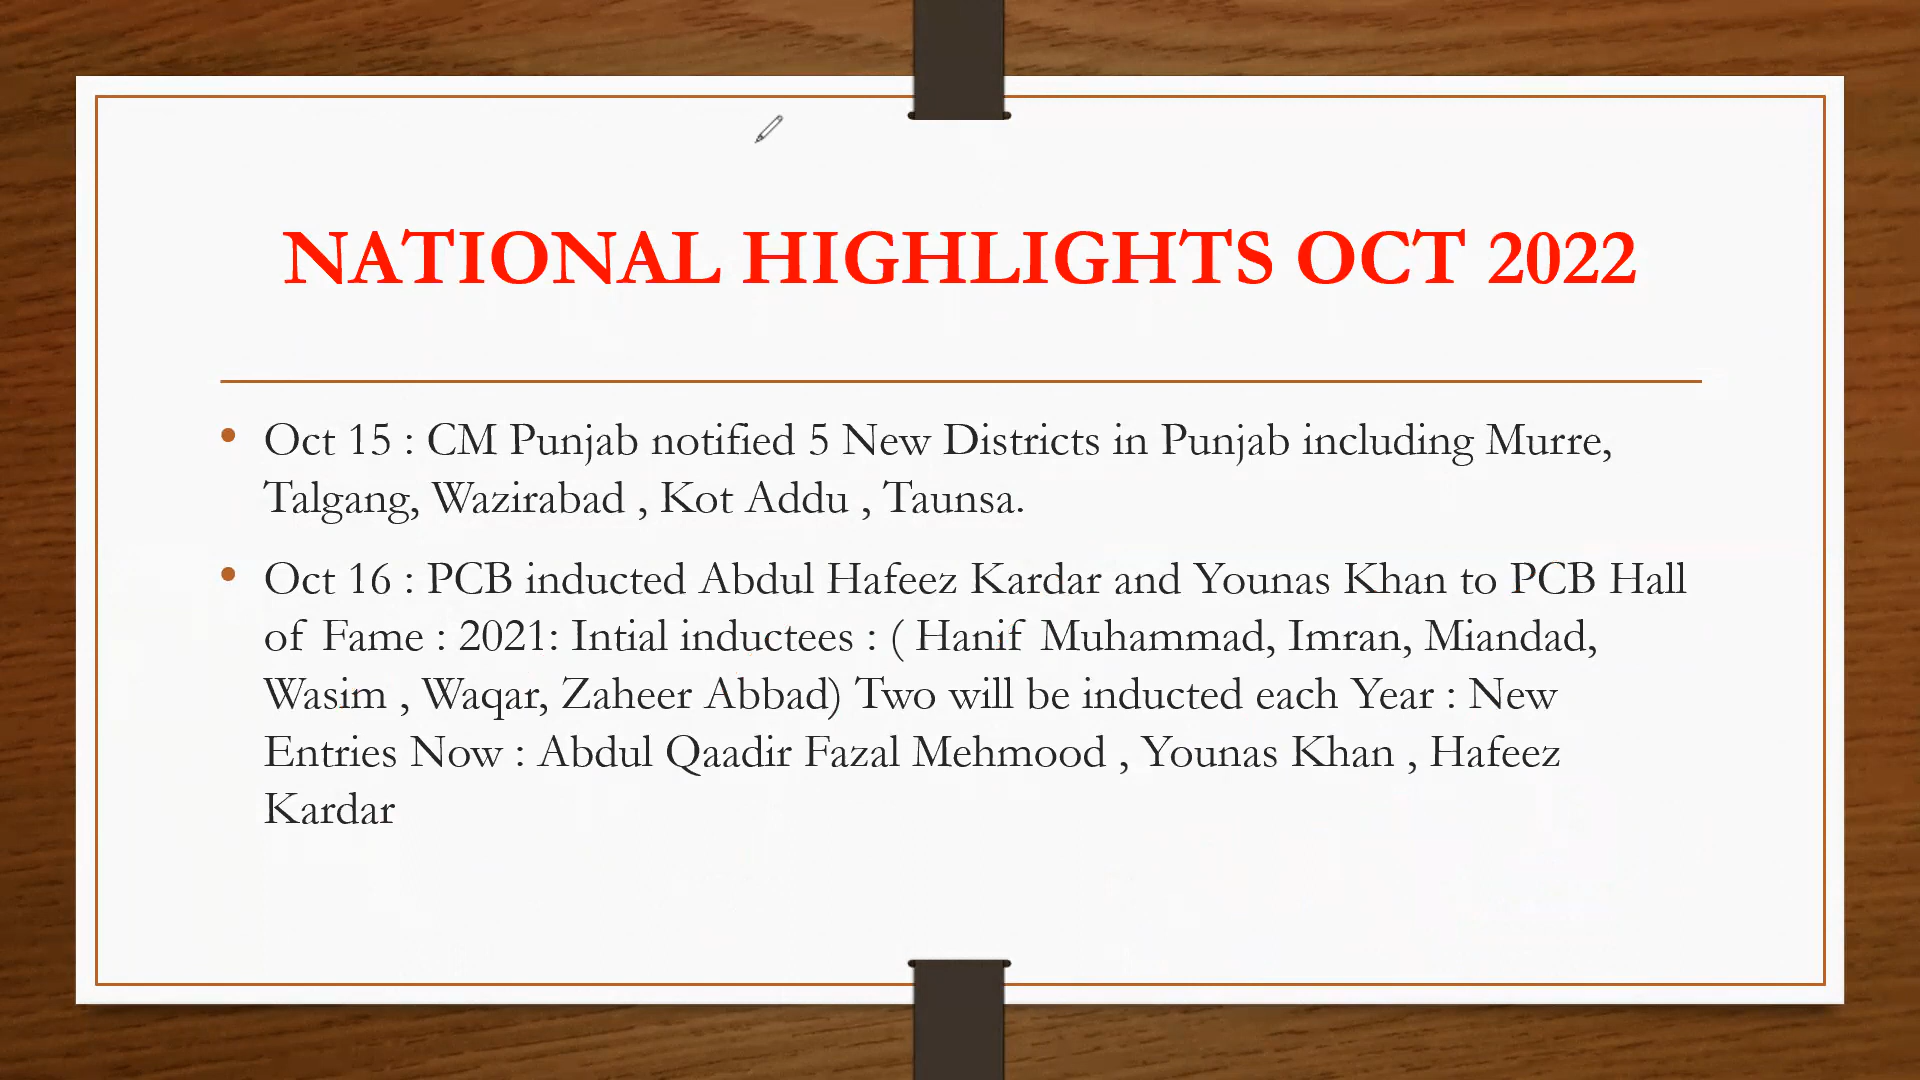 NATIONAL HIGHLIGHTS OCT 2022
• Oct 15 : CM Punjab notified 5 New Districts in Punjab including Murre,
Talgang, Wazirabad , Kot Addu , Taunsa.
• Oct 16 : PCB inducted Abdul Hafeez Kardar and Younas Khan to PCB Hall
of Fame : 2021: Intial inductees : ( Hanif Muhammad, Imran, Miandad,
Wasim , Waqar, Zaheer Abbad) Two will be inducted each Year : New
Entries Now : Abdul Qaadir Fazal Mehmood , Younas Khan , Hafeez
Kardar